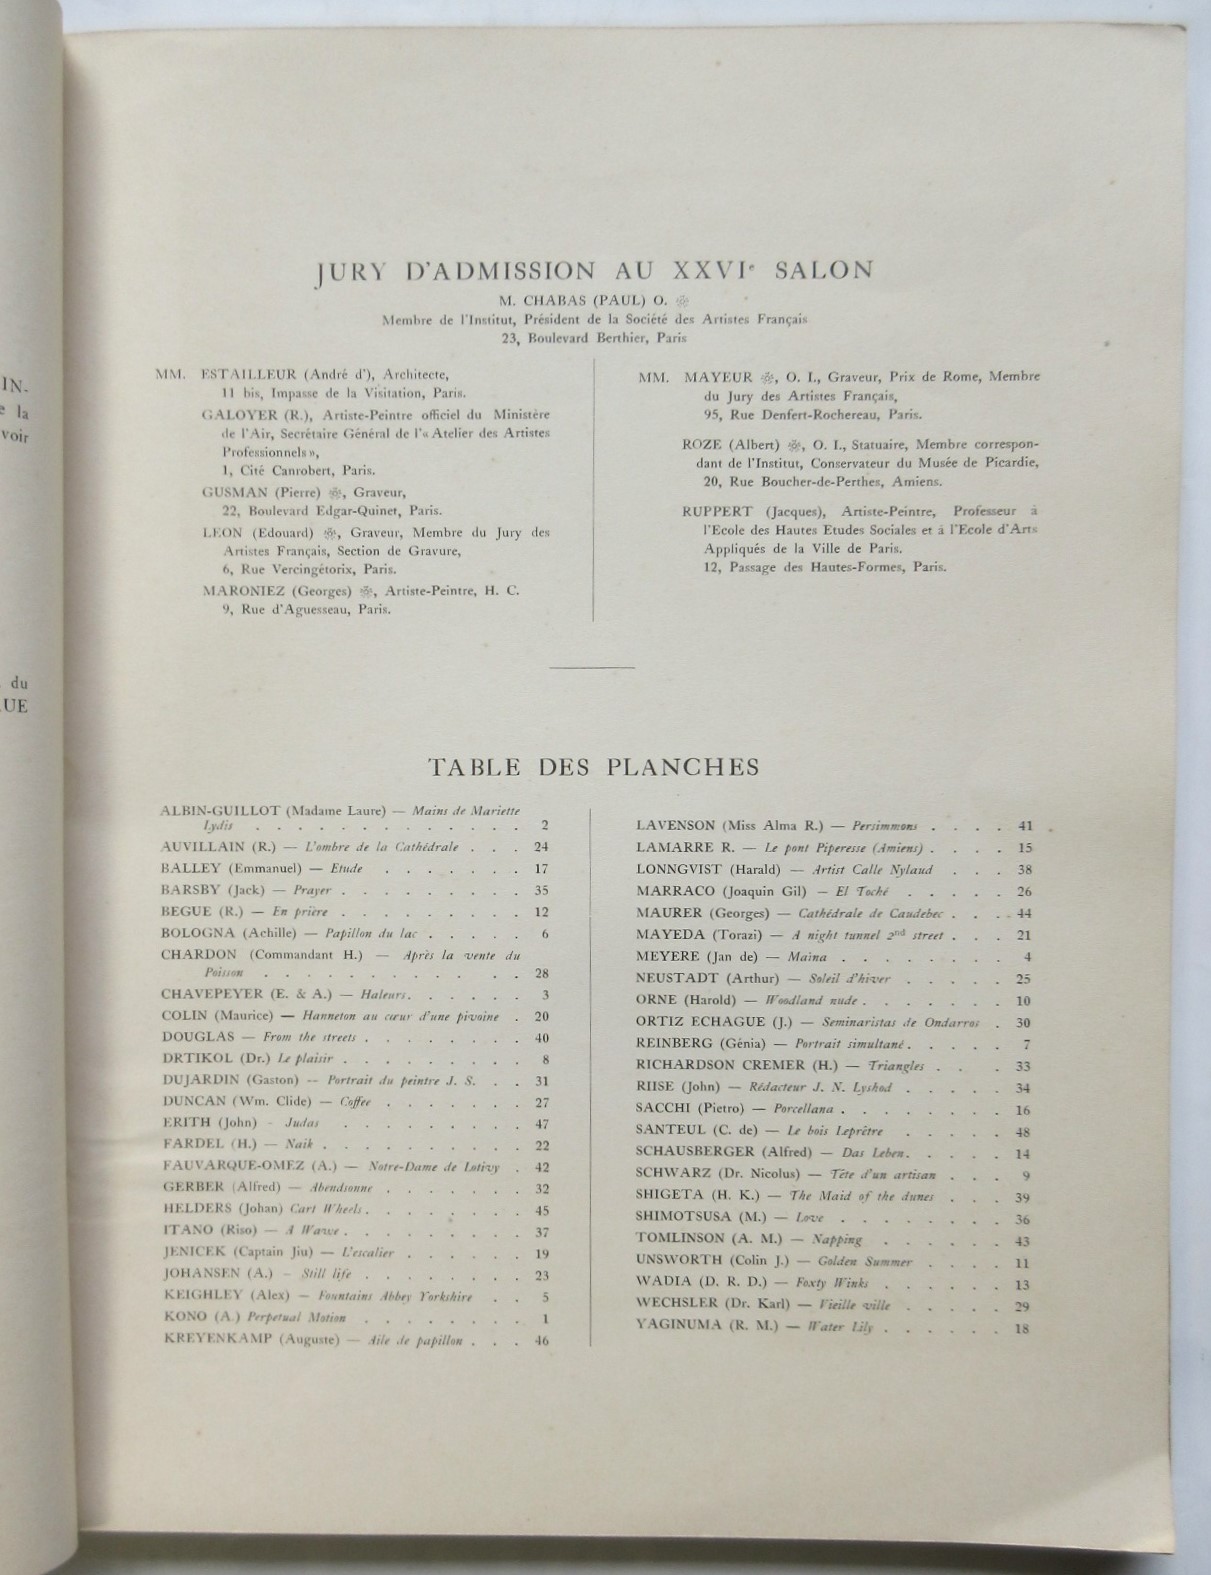 IN-
e la
voir
du
LUE
JURY D'ADMISSION AU XXVIe SALON
M. CHABAS (PAUL) O.
Membre de l'Institut, Président de la Société des Artistes Français
23, Boulevard Berthier, Paris
MM. ESTAILLEUR (André d'), Architecte,
11 bis, Impasse de la Visitation, Paris.
GALOYER (R.), Artiste-Peintre officiel du Ministère
de l'Air, Secrétaire Général de l'« Atelier des Artistes
Professionnels »,
1, Cité Canrobert, Paris.
GUSMAN (Pierre) , Graveur,
22, Boulevard Edgar-Quinet, Paris.
LEON (Edouard) , Graveur, Membre du Jury des
Artistes Français, Section de Gravure,
6, Rue Vercingétorix, Paris.
MARONIEZ (Georges) , Artiste-Peintre, H. C.
9, Rue d'Aguesseau, Paris.
MM. MAYEUR , O. I., Graveur, Prix de Rome, Membre
du Jury des Artistes Français,
95, Rue Denfert-Rochereau, Paris.
ROZE (Albert) , O. I., Statuaire, Membre correspon-
dant de l'Institut, Conservateur du Musée de Picardie,
20, Rue Boucher-de-Perthes, Amiens.
RUPPERT (Jacques), Artiste-Peintre, Professeur à
l'Ecole des Hautes Etudes Sociales et à l'Ecole d'Arts
Appliqués de la Ville de Paris.
12, Passage des Hautes-Formes, Paris.
TABLE DES PLANCHES
ALBIN-GUILLOT (Madame Laure) — Mains de Mariette
Lydis . . . . . . . . . . 2
AUVILLAIN (R.) — L'ombre de la Cathédrale . . . 24
BALLEY (Emmanuel) — Etude . . . . . . 17
BARSBY (Jack) — Prayer . . . . . . . . 35
BEGUE (R.) — En prière . . . . . . . . 12
BOLOGNA (Achille) — Papillon du lac . . . . . 6
CHARDON (Commandant H.) — Après la vente du
Poisson . . . . . . . . . . 28
CHAVEPEYER (E. & A.) — Haleurs . . . . . . 3
COLIN (Maurice) — Hanneton au cœur d'une pivoine . 20
DOUGLAS — From the streets . . . . . . . 40
DRTIKOL (Dr.) Le plaisir . . . . . . . . 8
DUJARDIN (Gaston) — Portrait du peintre J. S. . . 31
DUNCAN (Wm. Clide) — Coffee . . . . . . 27
ERITH (John) - Judas . . . . . . . . 47
FARDEL (H.) — Naik . . . . . . . . . 22
FAUVARQUE-OMEZ (A.) — Notre-Dame de Lotivy . 42
GERBER (Alfred) — Abendsonne . . . . . . 32
HELDERS (Johan) Cart Wheels . . . . . . . 45
ITANO (Riso) — A Wawe . . . . . . . . 37
JENICEK (Captain Jiu) — L'escalier . . . . . 19
JOHANSEN (A.) - Still life . . . . . . . 23
KEIGHLEY (Alex) — Fountains Abbey Yorkshire . . 5
KONO (A.) Perpetual Motion . . . . . . . 1
KREYENKAMP (Auguste) — Aile de papillon . . . 46
LAVENSON (Miss Alma R.) — Persimmons . . . . 41
LAMARRE R. — Le pont Piperesse (Amiens) . . . . 15
LONNGVIST (Harald) — Artist Calle Nylaud . . . 38
MARRACO (Joaquin Gil) — El Toché . . . . . 26
MAURER (Georges) — Cathédrale de Caudebec . . . 44
MAYEDA (Torazi) — A night tunnel 2nd street . . . 21
MEYERE (Jan de) — Maïna . . . . . . . . 4
NEUSTADT (Arthur) — Soleil d'hiver . . . . . 25
ORNE (Harold) — Woodland nude . . . . . . . 10
ORTIZ ECHAGUE (J.) — Seminaristas de Ondarros . 30
REINBERG (Génia) — Portrait simultané . . . . . 7
RICHARDSON CREMER (H.) — Triangles . . . 33
RIISE (John) — Rédacteur J. N. Lyshod . . . . . 34
SACCHI (Pietro) — Porcellana . . . . . . . . 16
SANTEUL (C. de) — Le bois Leprêtre . . . . . 48
SCHAUSBERGER (Alfred) — Das Leben . . . . . 14
SCHWARZ (Dr. Nicolus) — Tête d'un artisan . . . 9
SHIGETA (H. K.) — The Maid of the dunes . . . 39
SHIMOTSUSA (M.) — Love . . . . . . . . 36
TOMLINSON (A. M.) — Napping . . . . . . 43
UNSWORTH (Colin J.) — Golden Summer . . . . 11
WADIA (D. R. D.) — Foxty Winks . . . . . 13
WECHSLER (Dr. Karl) — Vieille ville . . . . . 29
YAGINUMA (R. M.) — Water Lily . . . . . . 18